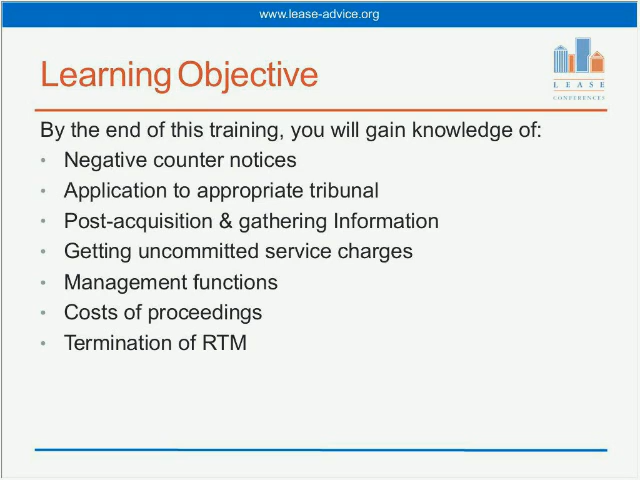 www.lease-advice.org
Learning Objective
L E A S E
CONFERENCES
By the end of this training, you will gain knowledge of:
• Negative counter notices
• Application to appropriate tribunal
• Post-acquisition & gathering Information
• Getting uncommitted service charges
• Management functions
• Costs of proceedings
• Termination of RTM